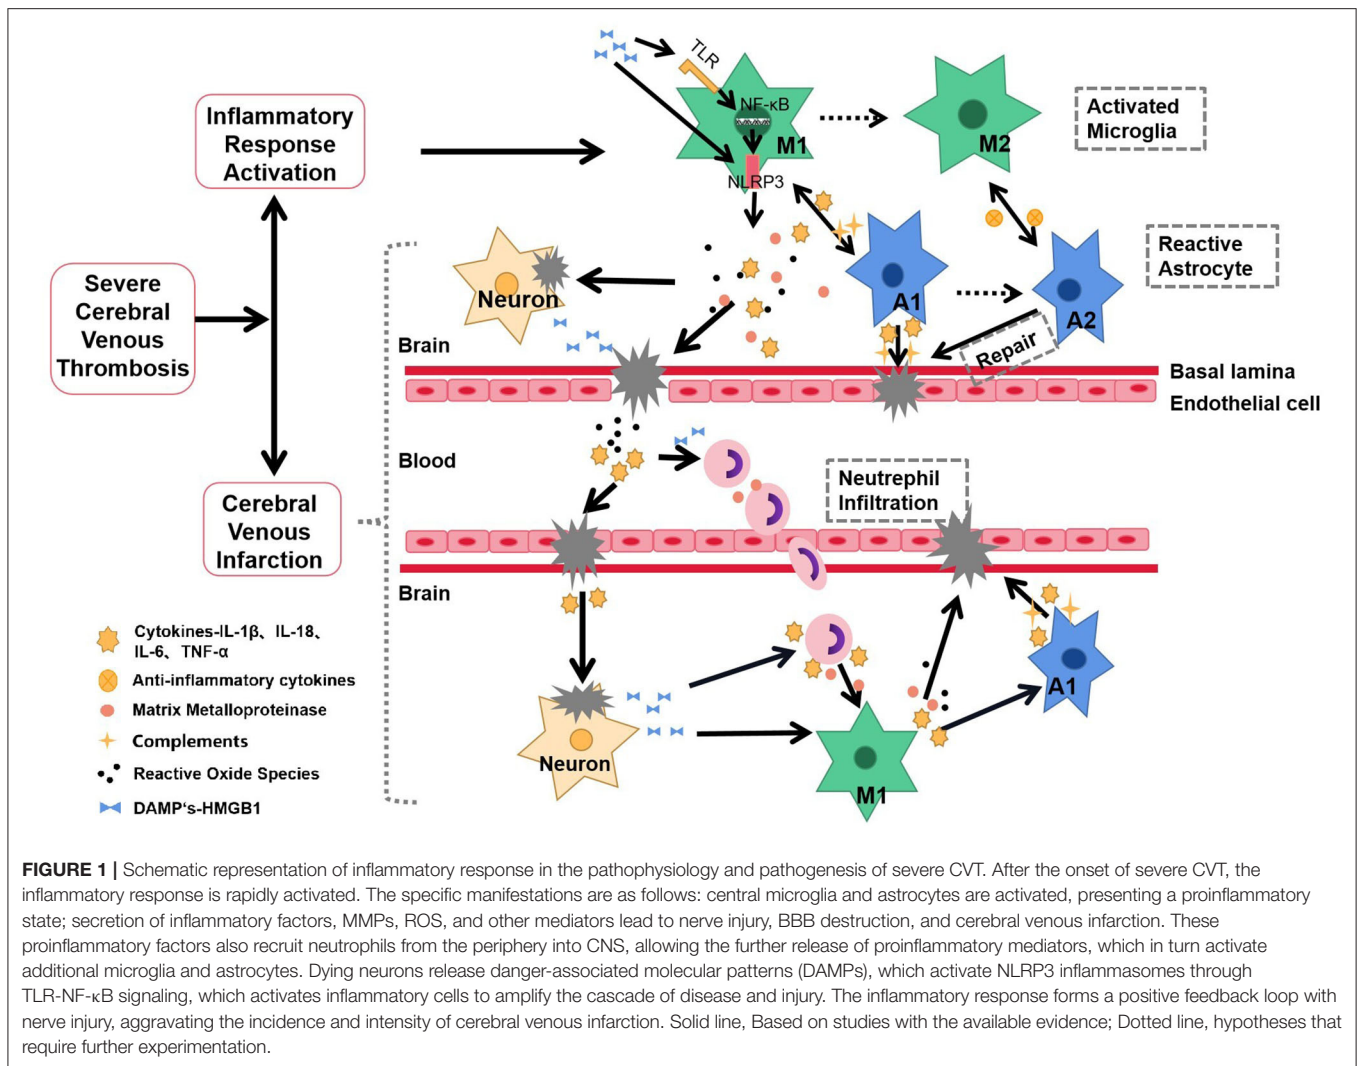 TLR
NF-κB
M1
NLRP3
M2
Activated
Microglia
Inflammatory
Response
Activation
Severe
Cerebral
Venous
Thrombosis
Cerebral
Venous
Infarction
Neuron
A1
A2
Reactive
Astrocyte
Repair
Brain
Basal lamina
Endothelial cell
Blood
Neutrephil
Infiltration
Brain
Neuron
M1
A1
Cytokines-IL-1β、IL-18、
IL-6、TNF-α
Anti-inflammatory cytokines
Matrix Metalloproteinase
Complements
Reactive Oxide Species
DAMP‘s-HMGB1
FIGURE 1 | Schematic representation of inflammatory response in the pathophysiology and pathogenesis of severe CVT. After the onset of severe CVT, the
inflammatory response is rapidly activated. The specific manifestations are as follows: central microglia and astrocytes are activated, presenting a proinflammatory
state; secretion of inflammatory factors, MMPs, ROS, and other mediators lead to nerve injury, BBB destruction, and cerebral venous infarction. These
proinflammatory factors also recruit neutrophils from the periphery into CNS, allowing the further release of proinflammatory mediators, which in turn activate
additional microglia and astrocytes. Dying neurons release danger-associated molecular patterns (DAMPs), which activate NLRP3 inflammasomes through
TLR-NF-κB signaling, which activates inflammatory cells to amplify the cascade of disease and injury. The inflammatory response forms a positive feedback loop with
nerve injury, aggravating the incidence and intensity of cerebral venous infarction. Solid line, Based on studies with the available evidence; Dotted line, hypotheses that
require further experimentation.